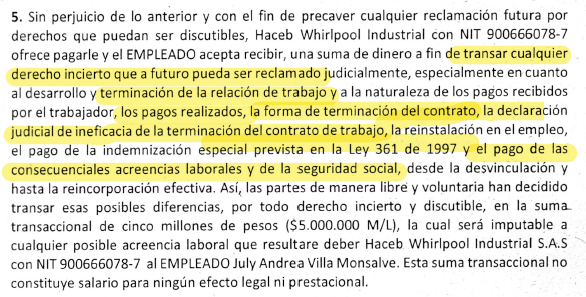 5. Sin perjuicio de lo anterior y con el fin de precaver cualquier reclamación futura por
derechos que puedan ser discutibles, Haceb Whirlpool Industrial con NIT 900666078-7
ofrece pagarle y el EMPLEADO acepta recibir, una suma de dinero a fin de transar cualquier
derecho incierto que a futuro pueda ser reclamado judicialmente, especialmente en cuanto
al desarrollo y terminación de la relación de trabajo y a la naturaleza de los pagos recibidos
por el trabajador, los pagos realizados, la forma de terminación del contrato, la declaración
judicial de ineficacia de la terminación del contrato de trabajo, la reinstalación en el empleo,
el pago de la indemnización especial prevista en la Ley 361 de 1997 y el pago de las
consecuenciales acreencias laborales y de la seguridad social, desde la desvinculación y
hasta la reincorporación efectiva. Así, las partes de manera libre y voluntaria han decidido
transar esas posibles diferencias, por todo derecho incierto y discutible, en la suma
transaccional de cinco millones de pesos ($5.000.000 M/L), la cual será imputable a
cualquier posible acreencia laboral que resultare deber Haceb Whirlpool Industrial S.A.S
con NIT 900666078-7 al EMPLEADO July Andrea Villa Monsalve. Esta suma transaccional no
constituye salario para ningún efecto legal ni prestacional.